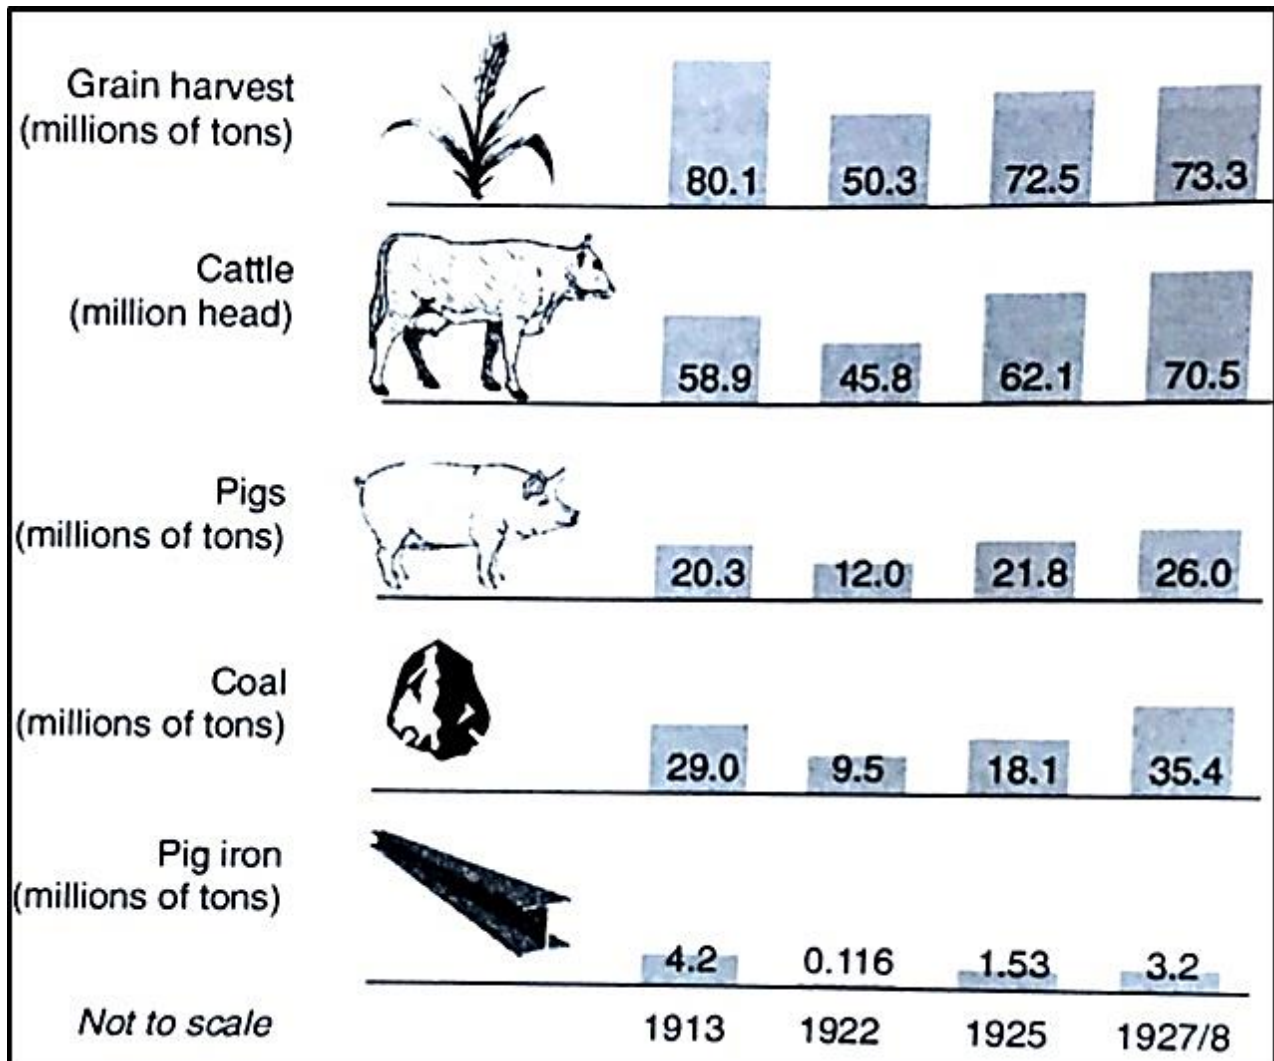 Grain harvest
(millions of tons)
80.1 50.3 72.5 73.3
Cattle
(million head)
58.9 45.8 62.1 70.5
Pigs
(millions of tons)
20.3 12.0 21.8 26.0
Coal
(millions of tons)
29.0 9.5 18.1 35.4
Pig iron
(millions of tons)
4.2 0.116 1.53 3.2
Not to scale 1913 1922 1925 1927/8